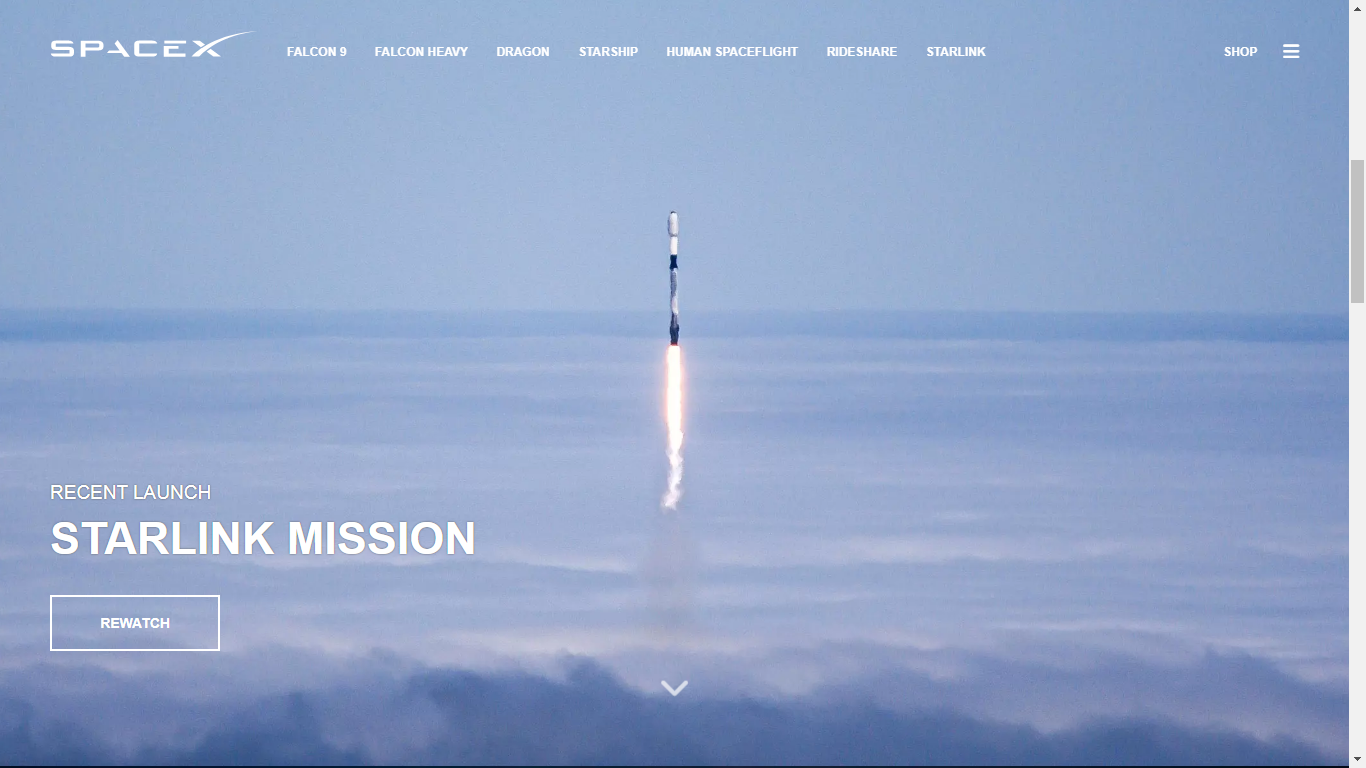 SPACEX FALCON 9 FALCON HEAVY DRAGON STARSHIP HUMAN SPACEFLIGHT RIDESHARE STARLINK SHOP
RECENT LAUNCH
STARLINK MISSION
REWATCH